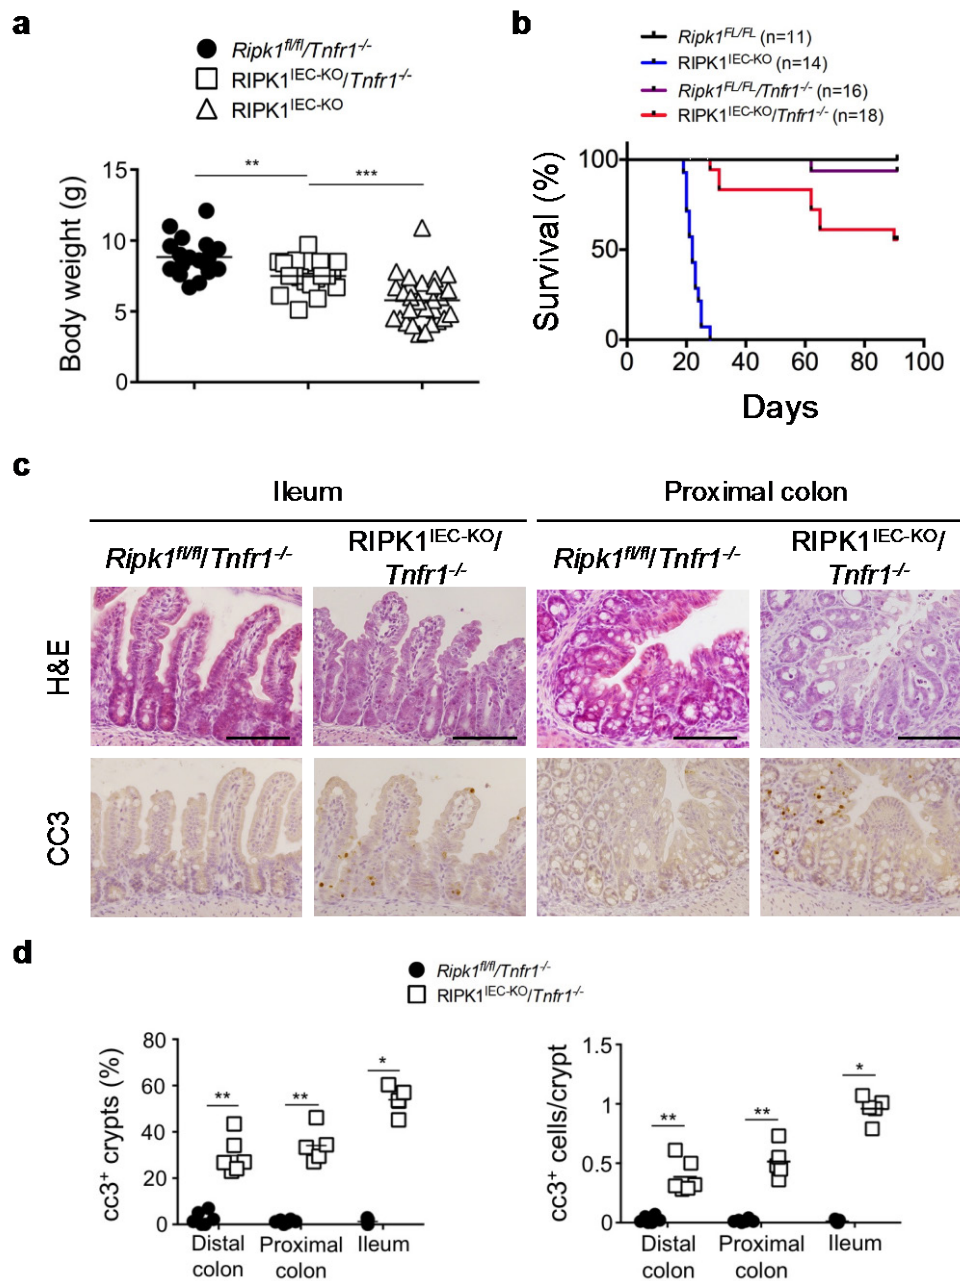 a
Ripk1fl/fl/Tnfr1-/-
RIPK1IEC-KO/Tnfr1-/-
RIPK1IEC-KO
**
***
Body weight (g)
15
10
5
0
b
Ripk1FL/FL (n=11)
RIPK1IEC-KO (n=14)
Ripk1FL/FL/Tnfr1-/- (n=16)
RIPK1IEC-KO/Tnfr1-/- (n=18)
Survival (%)
100
50
0
0 20 40 60 80 100
Days
c
Ileum
Proximal colon
Ripk1fl/fl/Tnfr1-/-
RIPK1IEC-KO/
Tnfr1-/-
Ripk1fl/fl/Tnfr1-/-
RIPK1IEC-KO/
Tnfr1-/-
H&E
CC3
d
Ripk1fl/fl/Tnfr1-/-
RIPK1IEC-KO/Tnfr1-/-
cc3+ crypts (%)
80
60
40
20
0
**
**
*
Distal
colon
Proximal
colon
Ileum
cc3+ cells/crypt
1.5
1
0.5
0
**
**
*
Distal
colon
Proximal
colon
Ileum